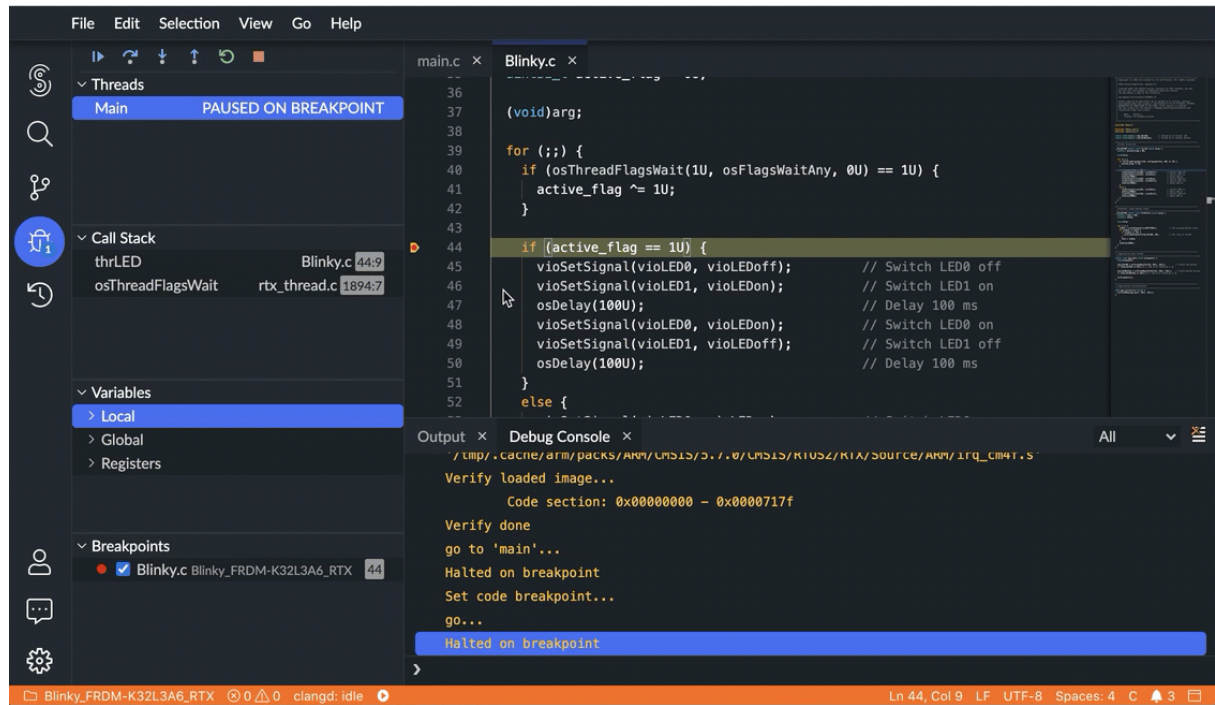 File Edit Selection View Go Help
Threads
Main PAUSED ON BREAKPOINT
1
Call Stack
thrLED Blinky.c 44:9
osThreadFlagsWait rtx_thread.c 1894:7
Variables
Local
Global
Registers
Breakpoints
Blinky.c Blinky_FRDM-K32L3A6_RTX 44
main.c × Blinky.c ×
36
37 (void)arg;
38
39 for (;;) {
40 if (osThreadFlagsWait(1U, osFlagsWaitAny, 0U) == 1U) {
41 active_flag ^= 1U;
42 }
43
44 if (active_flag == 1U) {
45 vioSetSignal(vioLED0, vioLEDoff); // Switch LED0 off
46 vioSetSignal(vioLED1, vioLEDon); // Switch LED1 on
47 osDelay(100U); // Delay 100 ms
48 vioSetSignal(vioLED0, vioLEDon); // Switch LED0 on
49 vioSetSignal(vioLED1, vioLEDoff); // Switch LED1 off
50 osDelay(100U); // Delay 100 ms
51 }
52 else {
Output × Debug Console × All
'/tmp/.cache/arm/packs/ARM/CMSIS/5.7.0/CMSIS/RTOS2/RTX/Source/ARM/irq_cm4f.s'
Verify loaded image...
Code section: 0x00000000 - 0x0000717f
Verify done
go to 'main'...
Halted on breakpoint
Set code breakpoint...
go...
Halted on breakpoint
Blinky_FRDM-K32L3A6_RTX 0 0 clangd: idle Ln 44, Col 9 LF UTF-8 Spaces: 4 C 3